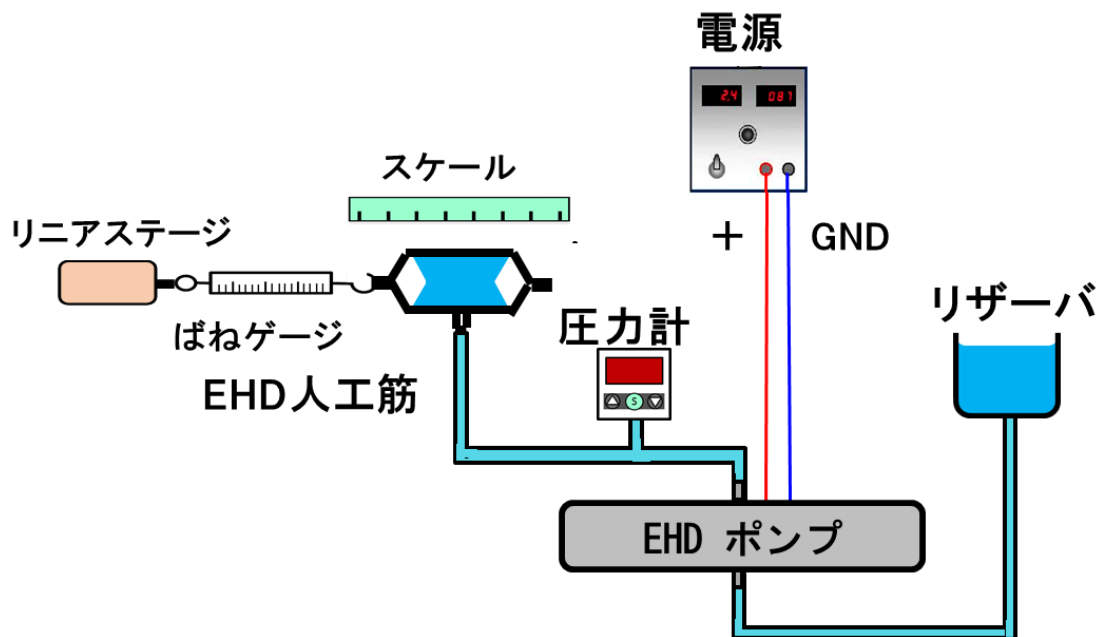 電源
2.4 087
スケール
リニアステージ
+ GND
リザーバ
ばねゲージ
圧力計
EHD人工筋
S
EHD ポンプ